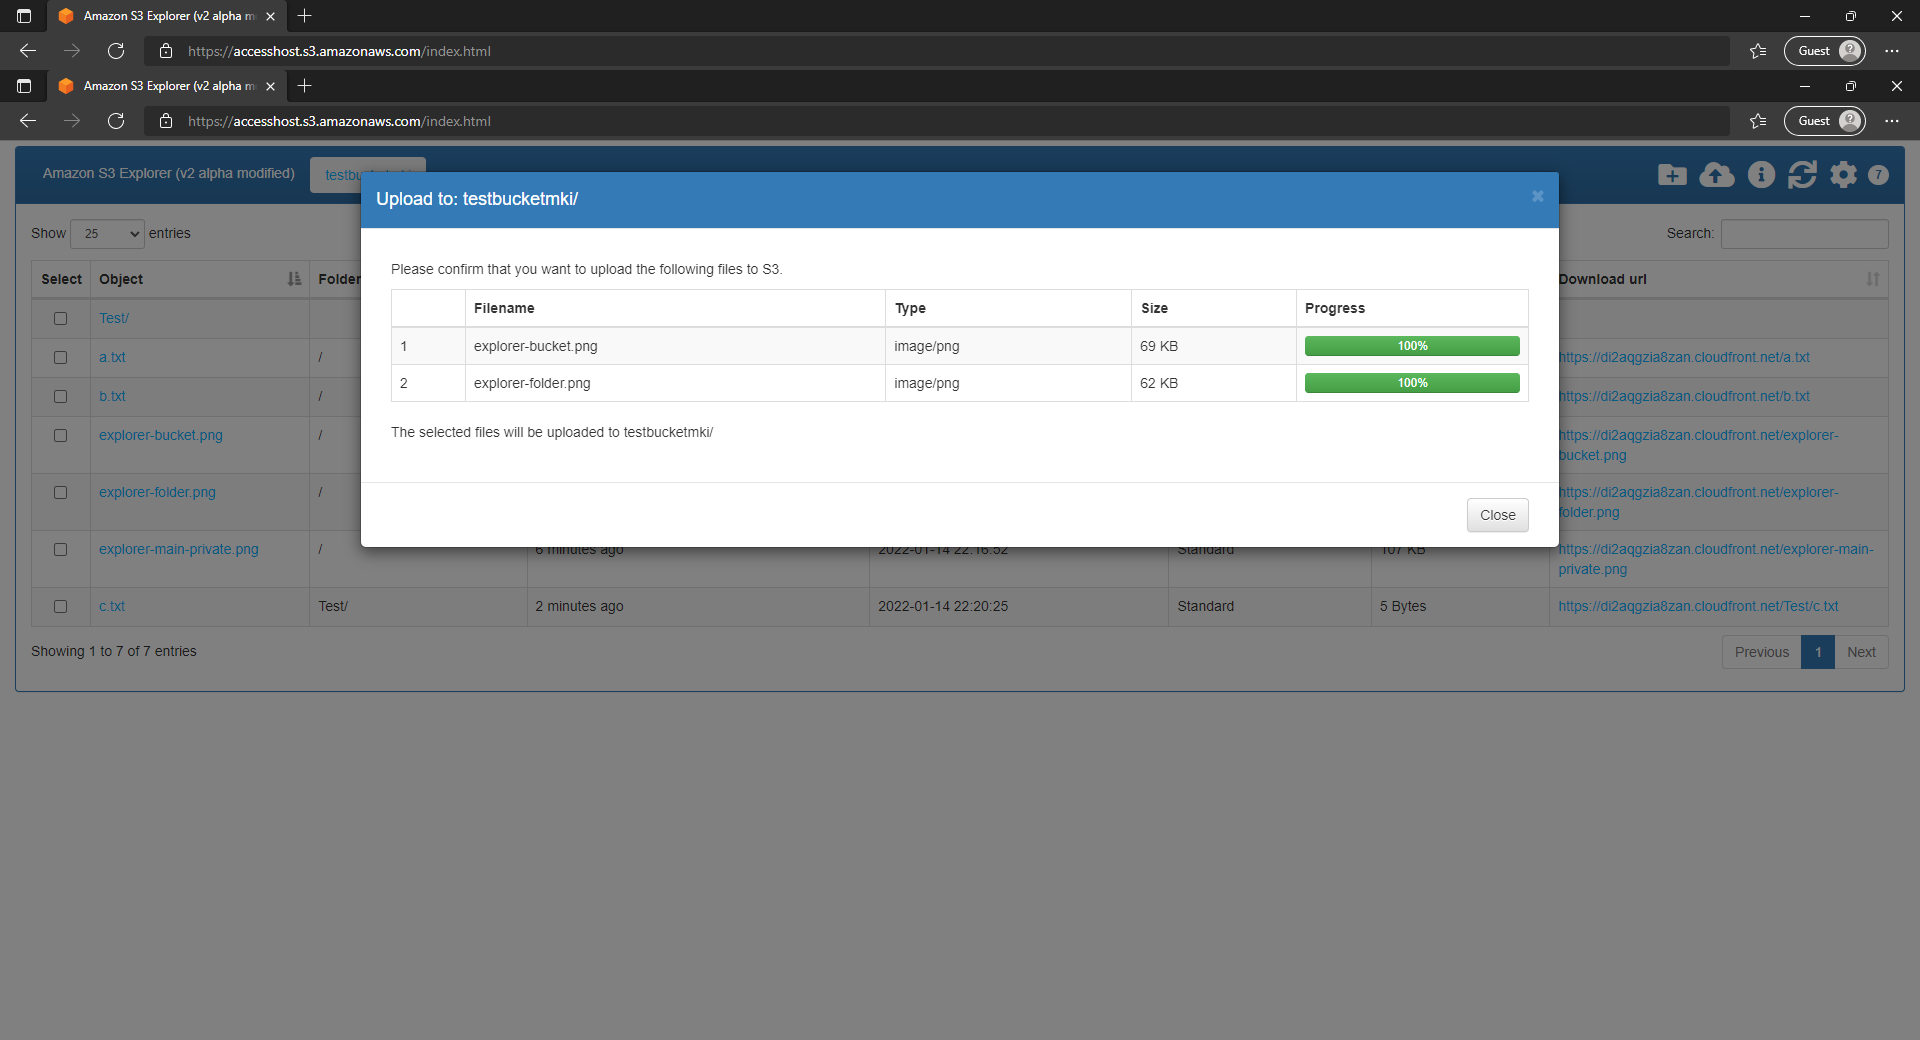 Amazon S3 Explorer (v2 alpha m
https://accesshost.s3.amazonaws.com/index.html
Guest
Amazon S3 Explorer (v2 alpha m
https://accesshost.s3.amazonaws.com/index.html
Guest
Amazon S3 Explorer (v2 alpha modified)
7
Upload to: testbucketmki/
Show 25 entries
Search:
Please confirm that you want to upload the following files to S3.
Select Object Folder Download url
Filename Type Size Progress
Test/
1 explorer-bucket.png image/png 69 KB 100%
a.txt / https://di2aqgzia8zan.cloudfront.net/a.txt
2 explorer-folder.png image/png 62 KB 100%
b.txt / https://di2aqgzia8zan.cloudfront.net/b.txt
The selected files will be uploaded to testbucketmki/
explorer-bucket.png / https://di2aqgzia8zan.cloudfront.net/explorer-
bucket.png
explorer-folder.png / https://di2aqgzia8zan.cloudfront.net/explorer-
folder.png
Close
explorer-main-private.png / 6 minutes ago 2022-01-14 22:16:52 Standard 107 KB https://di2aqgzia8zan.cloudfront.net/explorer-main-
private.png
c.txt Test/ 2 minutes ago 2022-01-14 22:20:25 Standard 5 Bytes https://di2aqgzia8zan.cloudfront.net/Test/c.txt
Showing 1 to 7 of 7 entries
Previous 1 Next